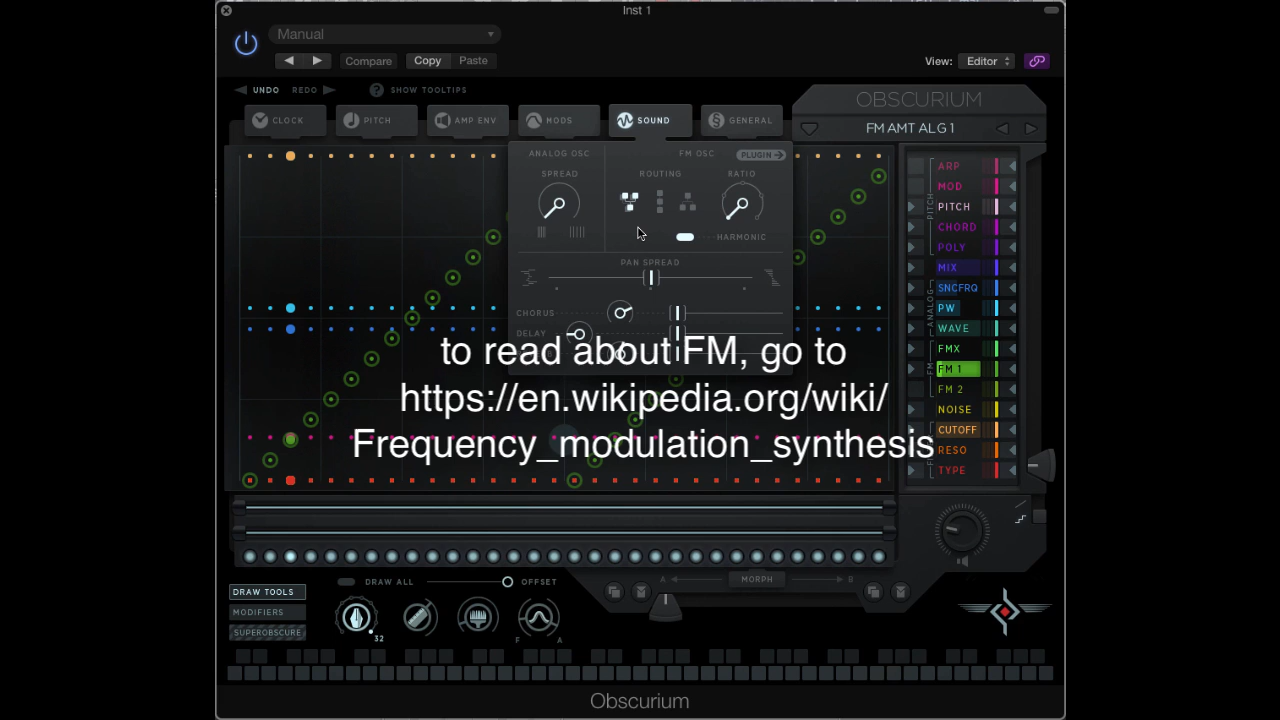 Inst 1
Manual
Compare
Copy
Paste
View:
Editor
UNDO
REDO
? SHOW TOOLTIPS
CLOCK
PITCH
AMP ENV
MODS
SOUND
GENERAL
OBSCURIUM
FM AMT ALG 1
ANALOG OSC
FM OSC
PLUGIN
SPREAD
ROUTING
RATIO
HARMONIC
PAN SPREAD
CHORUS
DELAY
to read about FM, go to
https://en.wikipedia.org/wiki/
Frequency_modulation_synthesis
PITCH
ANALOG
FM
ARP
MOD
PITCH
CHORD
POLY
MIX
SNCFRQ
PW
WAVE
FMX
FM 1
FM 2
NOISE
CUTOFF
RESO
TYPE
DRAW ALL
OFFSET
A
MORPH
B
DRAW TOOLS
MODIFIERS
SUPEROBSCURE
32
F
A
Obscurium